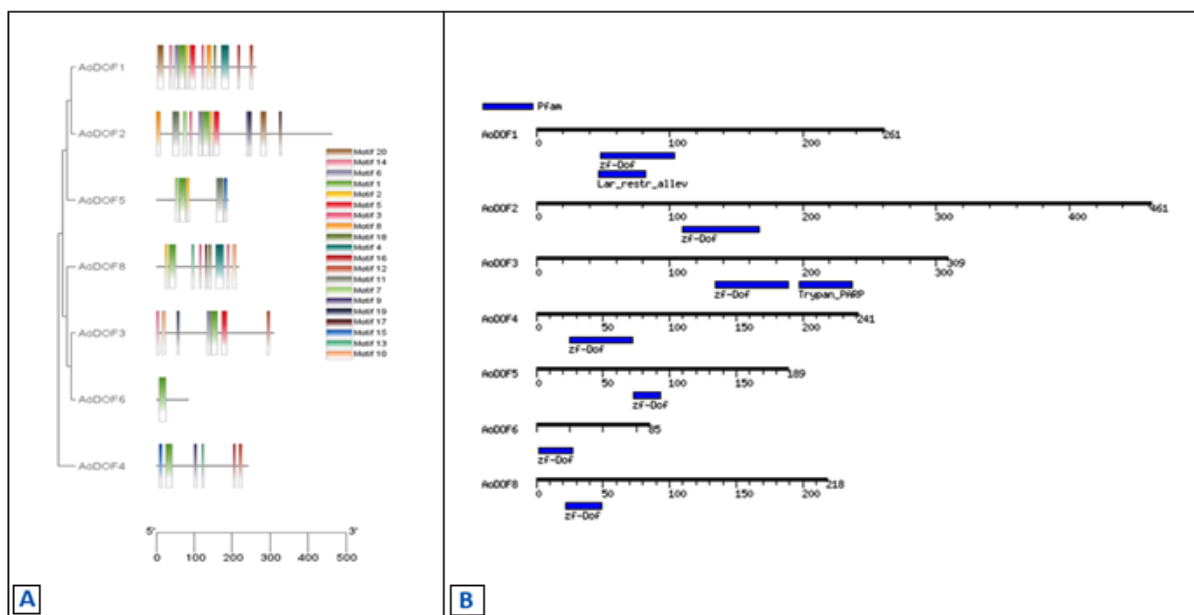 AoDOF1
AoDOF2
AoDOF5
AoDOF8
AoDOF3
AoDOF6
AoDOF4
Motif 20
Motif 14
Motif 6
Motif 1
Motif 2
Motif 5
Motif 3
Motif 8
Motif 18
Motif 4
Motif 16
Motif 12
Motif 11
Motif 7
Motif 9
Motif 19
Motif 17
Motif 15
Motif 13
Motif 10
5' 3'
0 100 200 300 400 500
A
Pfam
AoDOF1 261
0 100 200
zf-Dof
Lar_restr_allev
AoDOF2 461
0 100 200 300 400
zf-Dof
AoDOF3 309
0 100 200 300
zf-Dof Trypan_PARP
AoDOF4 241
0 100 200
zf-Dof
AoDOF5 189
0 50 100 150
zf-Dof
AoDOF6 85
0
zf-Dof
AoDOF8 218
0 50 100 150 200
zf-Dof
B